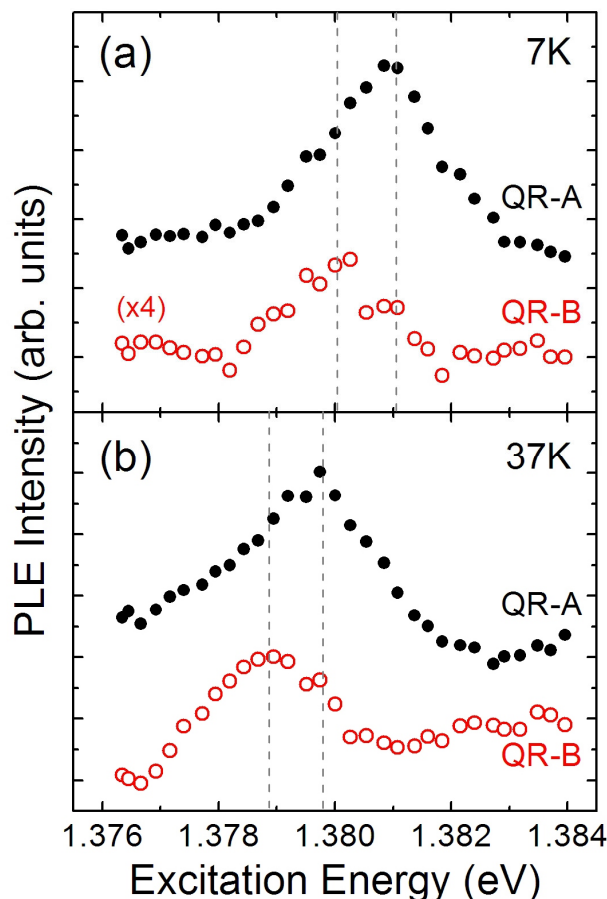 (a)
7K
QR-A
(x4)
QR-B
(b)
37K
QR-A
QR-B
PLE Intensity (arb. units)
1.376 1.378 1.380 1.382 1.384
Excitation Energy (eV)